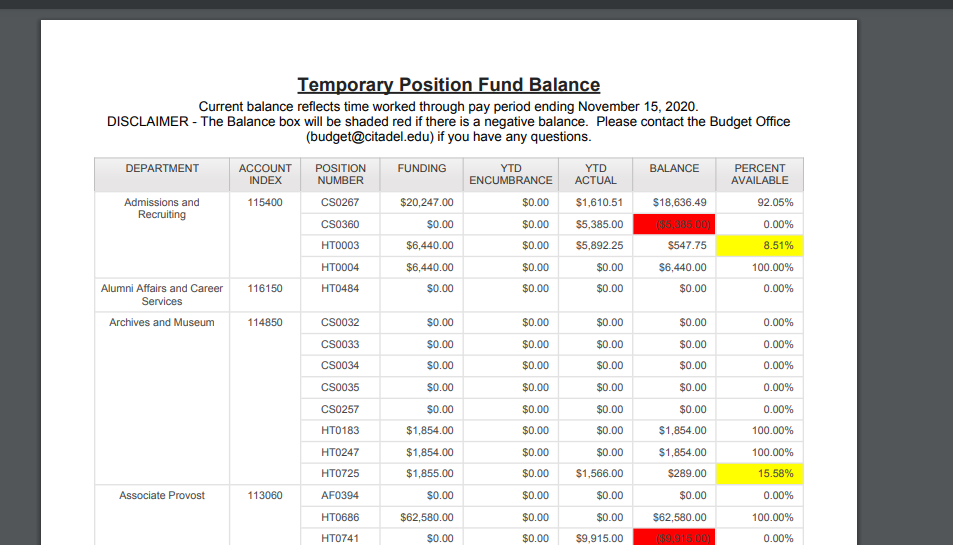 Temporary Position Fund Balance
Current balance reflects time worked through pay period ending November 15, 2020.
DISCLAIMER - The Balance box will be shaded red if there is a negative balance.  Please contact the Budget Office
(budget@citadel.edu) if you have any questions.
DEPARTMENT ACCOUNT INDEX POSITION NUMBER FUNDING YTD ENCUMBRANCE YTD ACTUAL BALANCE PERCENT AVAILABLE
Admissions and Recruiting 115400 CS0267 $20,247.00 $0.00 $1,610.51 $18,636.49 92.05%
CS0360 $0.00 $0.00 $5,385.00 ($5,385.00) 0.00%
HT0003 $6,440.00 $0.00 $5,892.25 $547.75 8.51%
HT0004 $6,440.00 $0.00 $0.00 $6,440.00 100.00%
Alumni Affairs and Career Services 116150 HT0484 $0.00 $0.00 $0.00 $0.00 0.00%
Archives and Museum 114850 CS0032 $0.00 $0.00 $0.00 $0.00 0.00%
CS0033 $0.00 $0.00 $0.00 $0.00 0.00%
CS0034 $0.00 $0.00 $0.00 $0.00 0.00%
CS0035 $0.00 $0.00 $0.00 $0.00 0.00%
CS0257 $0.00 $0.00 $0.00 $0.00 0.00%
HT0183 $1,854.00 $0.00 $0.00 $1,854.00 100.00%
HT0247 $1,854.00 $0.00 $0.00 $1,854.00 100.00%
HT0725 $1,855.00 $0.00 $1,566.00 $289.00 15.58%
Associate Provost 113060 AF0394 $0.00 $0.00 $0.00 $0.00 0.00%
HT0686 $62,580.00 $0.00 $0.00 $62,580.00 100.00%
HT0741 $0.00 $0.00 $9,915.00 ($9,915.00) 0.00%